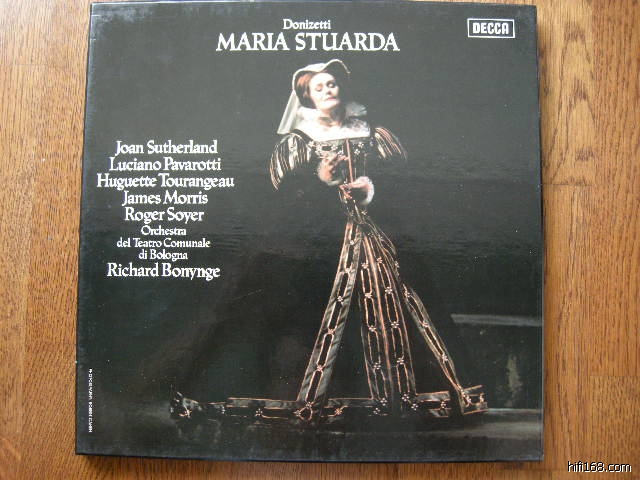 Donizetti
MARIA STUARDA
DECCA
Joan Sutherland
Luciano Pavarotti
Huguette Tourangeau
James Morris
Roger Soyer
Orchestra
del Teatro Comunale
di Bologna
Richard Bonynge
hifi168.com